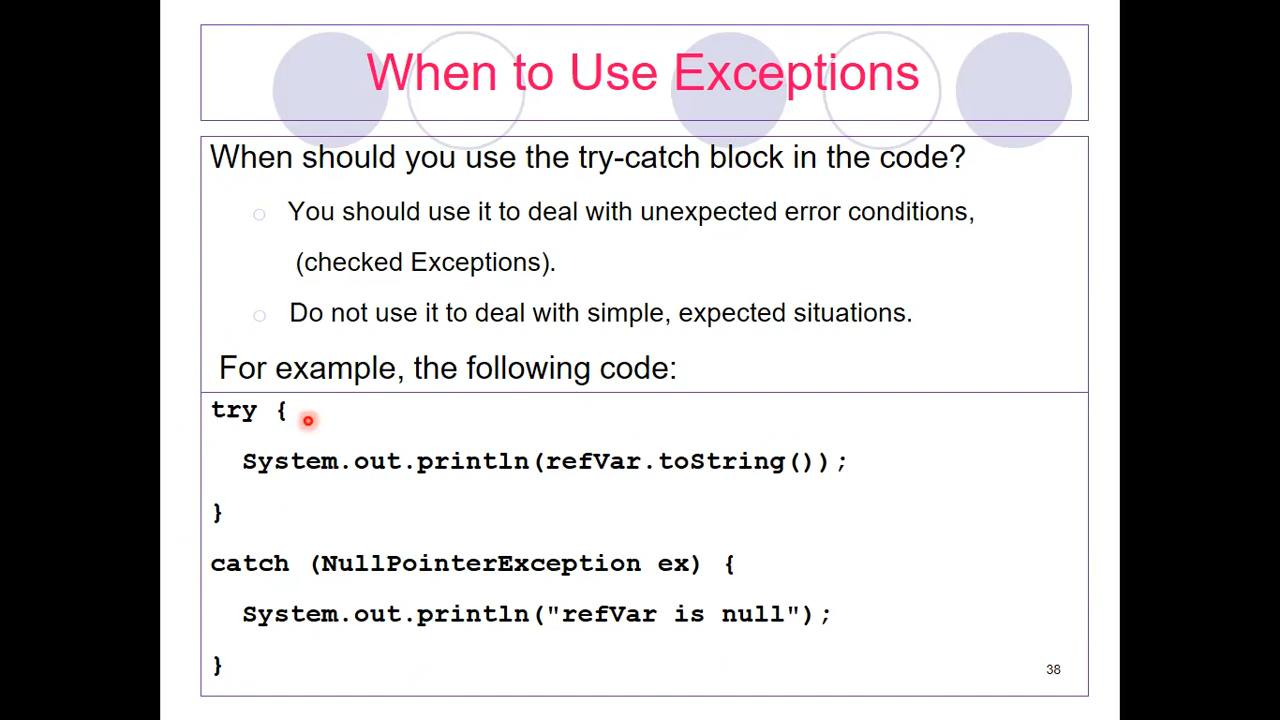 When to Use Exceptions
When should you use the try-catch block in the code?
You should use it to deal with unexpected error conditions,
(checked Exceptions).
Do not use it to deal with simple, expected situations.
For example, the following code:
try {
System.out.println(refVar.toString());
}
catch (NullPointerException ex) {
System.out.println("refVar is null");
}
38